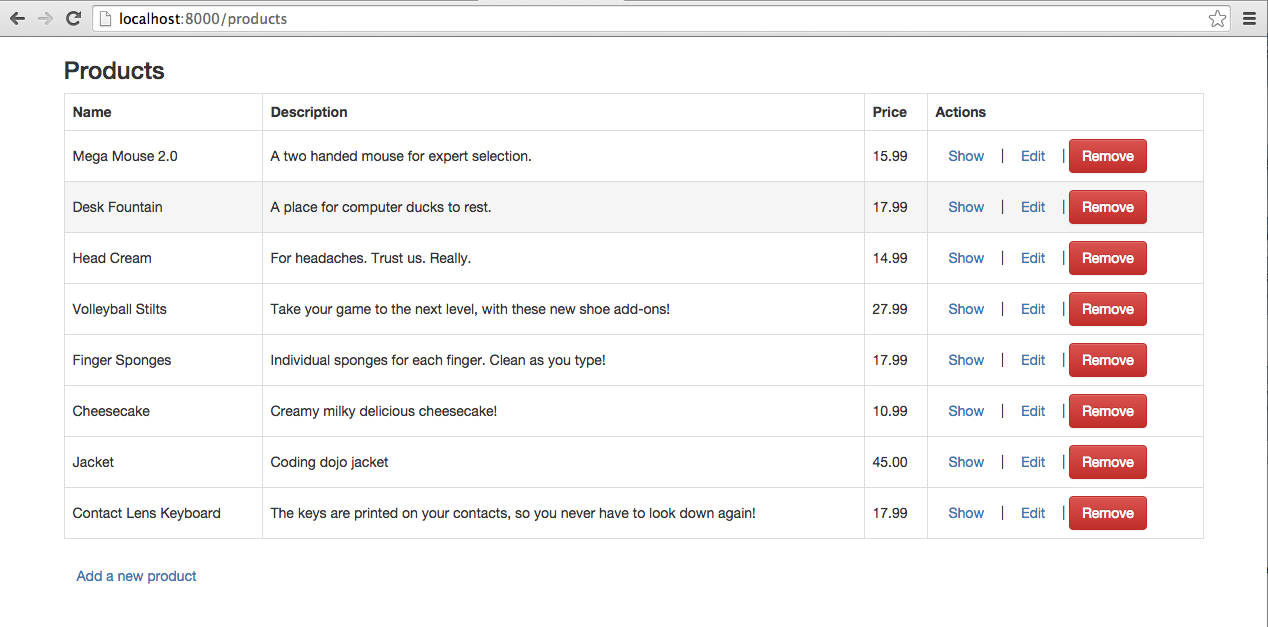 localhost:8000/products
Products
Name Description Price Actions
Mega Mouse 2.0 A two handed mouse for expert selection. 15.99 Show | Edit | Remove
Desk Fountain A place for computer ducks to rest. 17.99 Show | Edit | Remove
Head Cream For headaches. Trust us. Really. 14.99 Show | Edit | Remove
Volleyball Stilts Take your game to the next level, with these new shoe add-ons! 27.99 Show | Edit | Remove
Finger Sponges Individual sponges for each finger. Clean as you type! 17.99 Show | Edit | Remove
Cheesecake Creamy milky delicious cheesecake! 10.99 Show | Edit | Remove
Jacket Coding dojo jacket 45.00 Show | Edit | Remove
Contact Lens Keyboard The keys are printed on your contacts, so you never have to look down again! 17.99 Show | Edit | Remove
Add a new product